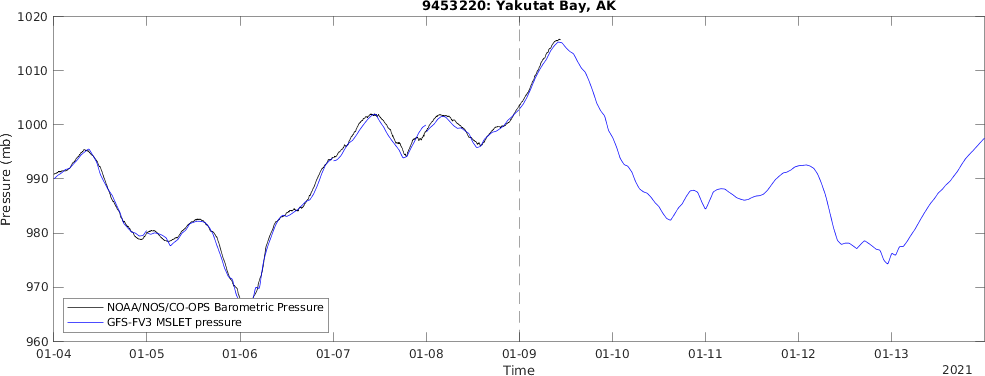 9453220: Yakutat Bay, AK
1020
1010
1000
990
980
970
960
Pressure (mb)
NOAA/NOS/CO-OPS Barometric Pressure
GFS-FV3 MSLET pressure
01-04 01-05 01-06 01-07 01-08 01-09 01-10 01-11 01-12 01-13
Time
2021